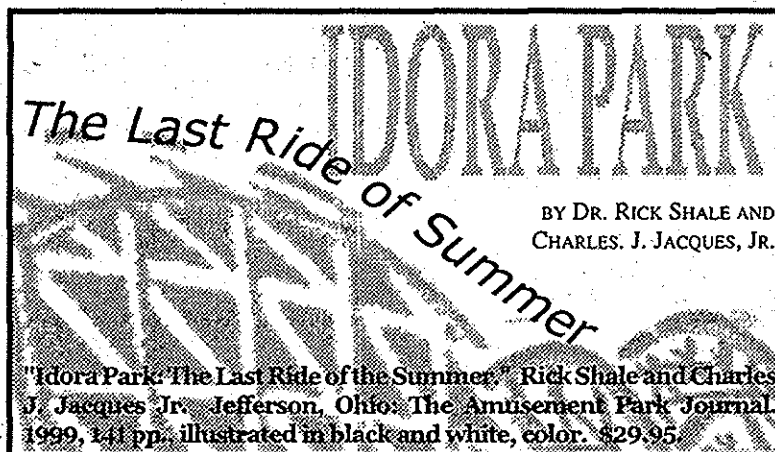 IDORA PARK
The Last Ride of Summer
BY DR. RICK SHALE AND
CHARLES. J. JACQUES, JR.
"Idora Park: The Last Ride of the Summer." Rick Shale and Charles
J. Jacques Jr. Jefferson, Ohio: The Amusement Park Journal.
1999, 141 pp., illustrated in black and white, color. $29.95.